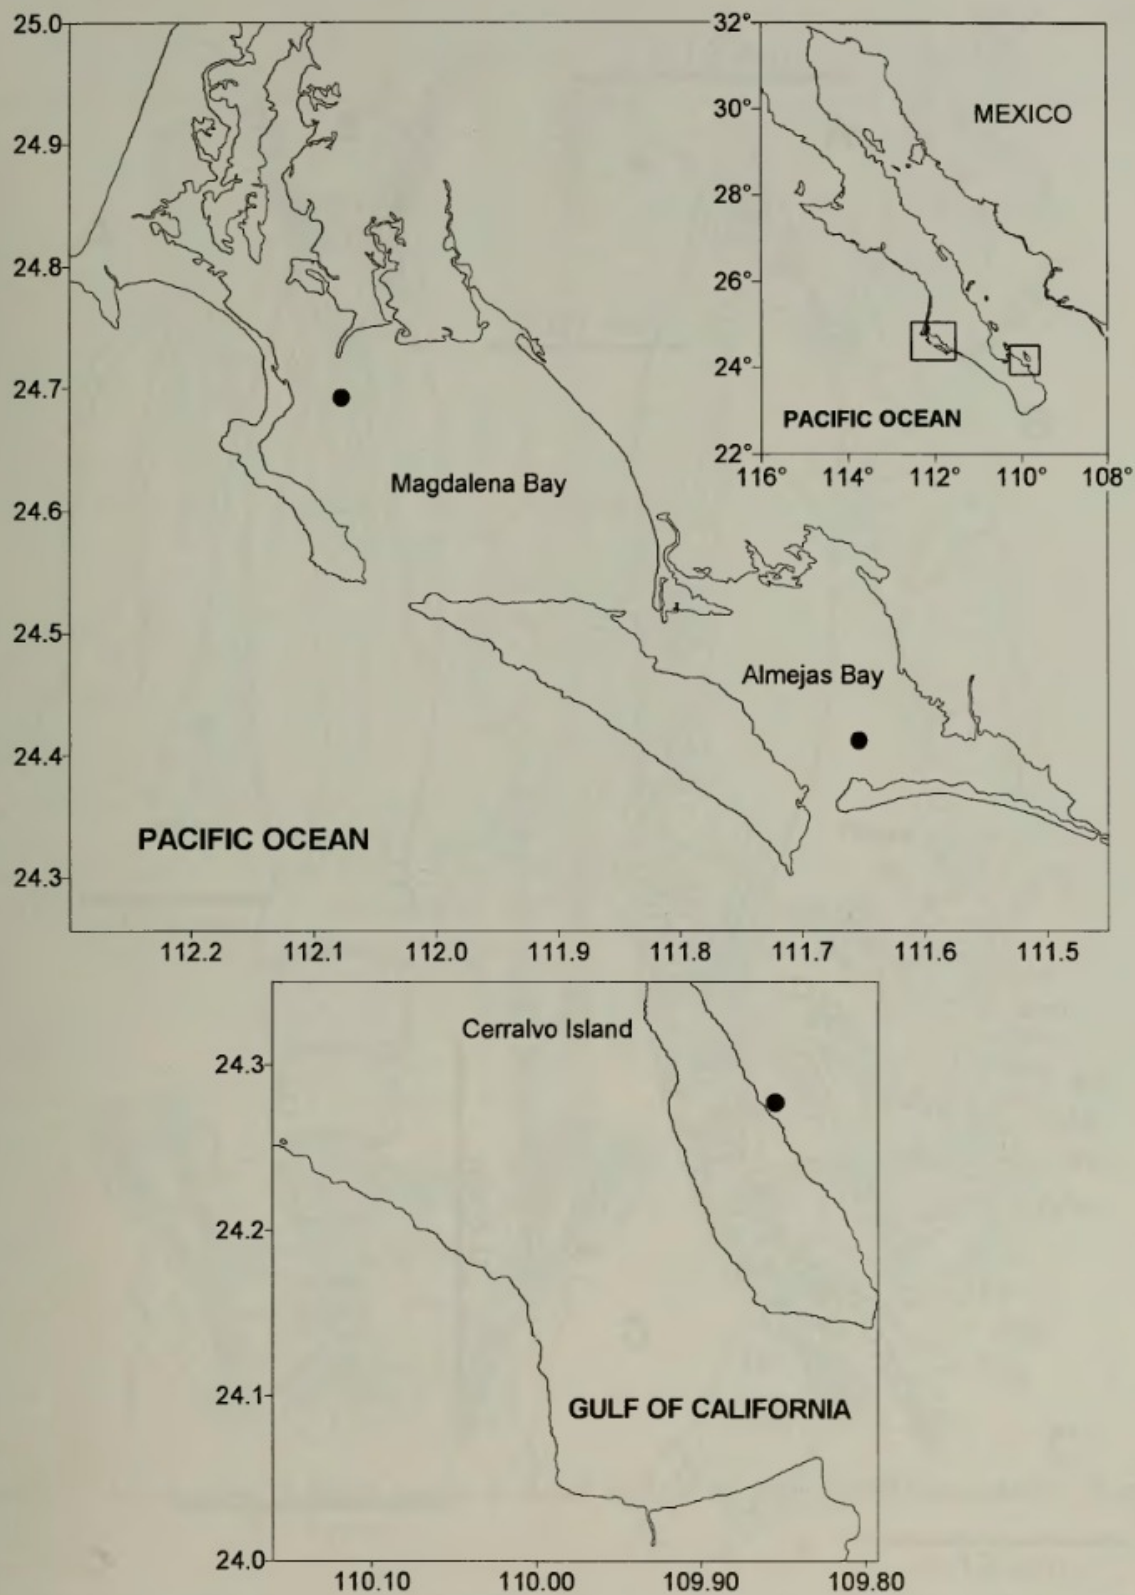 25.0
24.9
24.8
24.7
24.6
24.5
24.4
24.3
112.2 112.1 112.0 111.9 111.8 111.7 111.6 111.5
Magdalena Bay
Almejas Bay
PACIFIC OCEAN
32°
30°
28°
26°
24°
22°
116° 114° 112° 110° 108°
MEXICO
PACIFIC OCEAN
Cerralvo Island
24.3
24.2
24.1
24.0
GULF OF CALIFORNIA
110.10 110.00 109.90 109.80